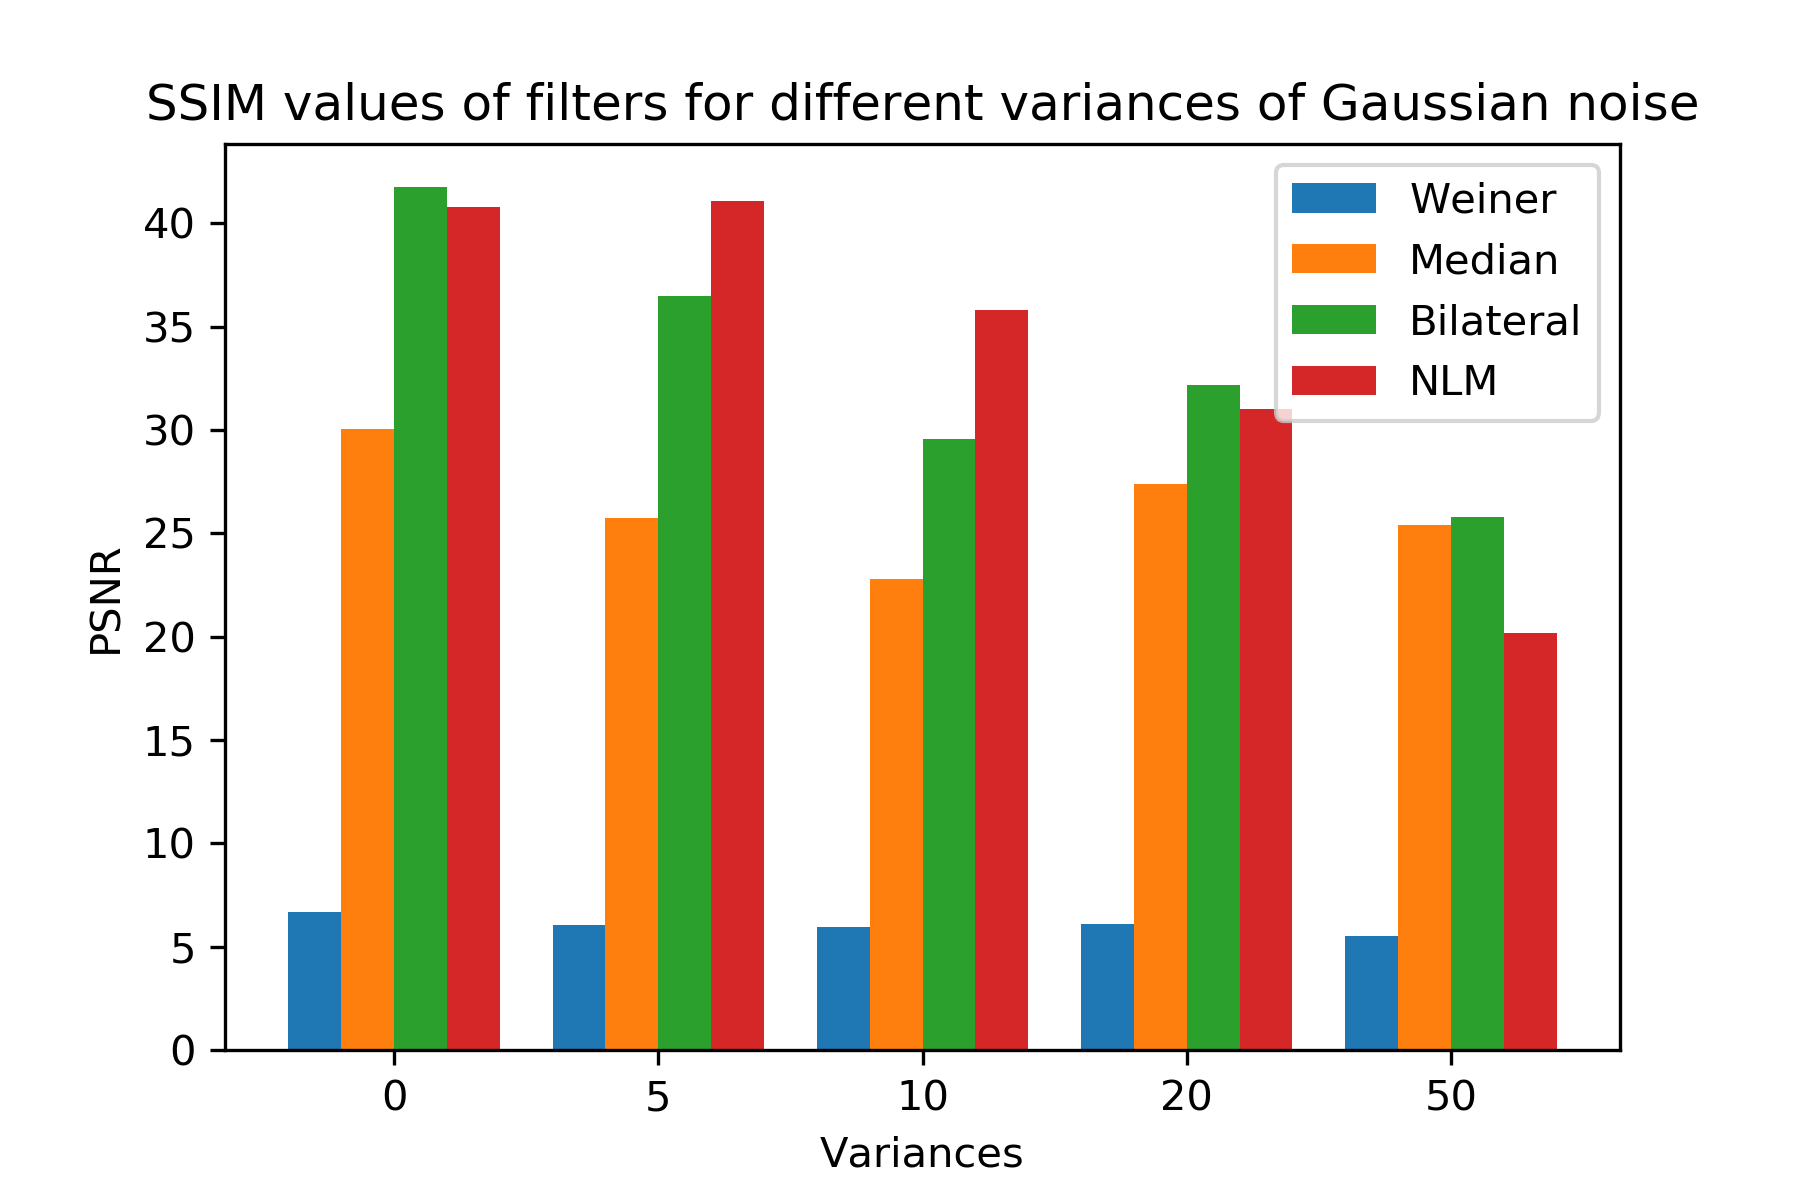 SSIM values of filters for different variances of Gaussian noise
Weiner
Median
Bilateral
NLM
PSNR
40
35
30
25
20
15
10
5
0
0 5 10 20 50
Variances